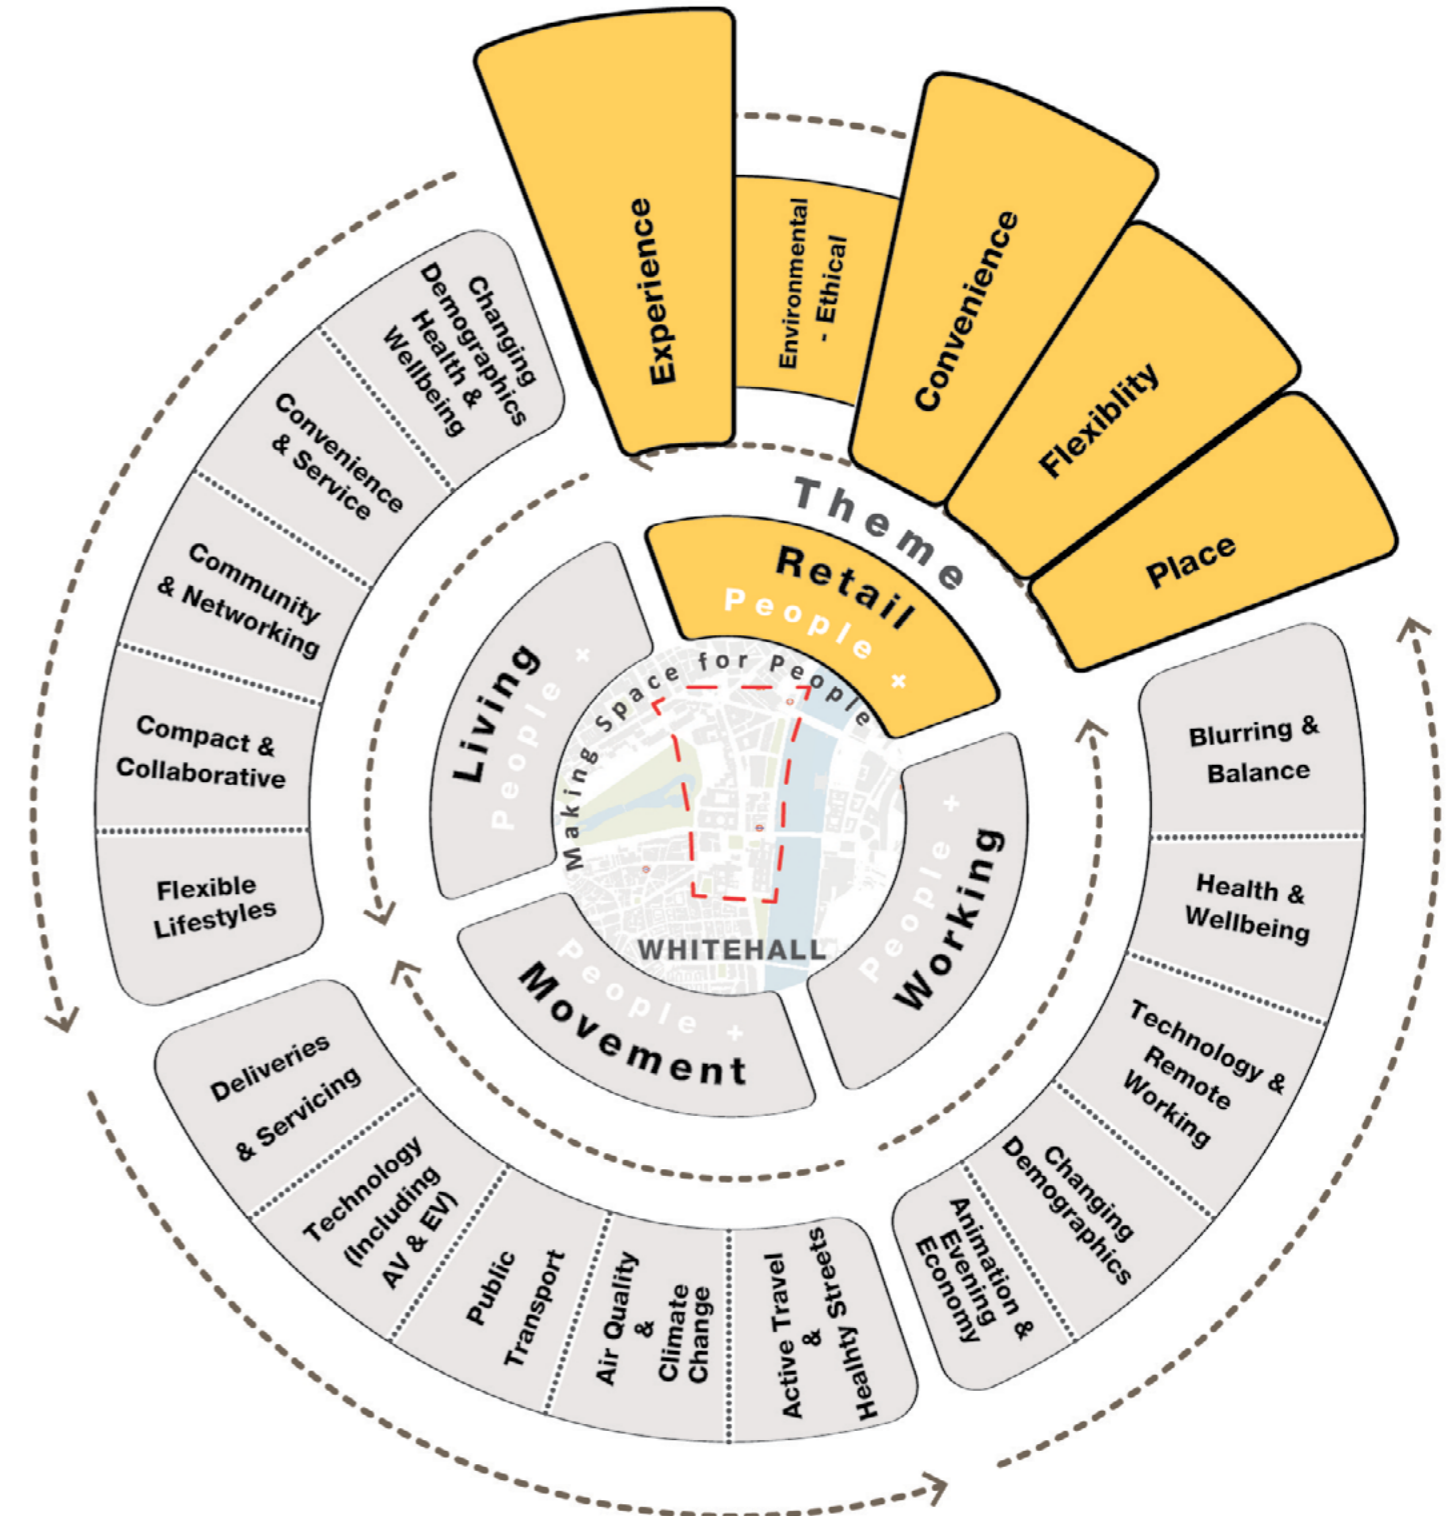 Experience
Environmental
- Ethical
Convenience
Flexiblity
Place
Theme
Retail
People +
Living
People +
Working
People +
Movement
People +
Making Space for People
WHITEHALL
Blurring &
Balance
Health &
Wellbeing
Technology &
Remote
Working
Changing
Demographics
Animation &
Evening
Economy
Active Travel
&
Healhty Streets
Air Quality
&
Climate
Change
Public
Transport
Technology
(Including
AV & EV)
Deliveries
& Servicing
Flexible
Lifestyles
Compact &
Collaborative
Community
& Networking
Convenience
& Service
Changing
Demographics
Health &
Wellbeing